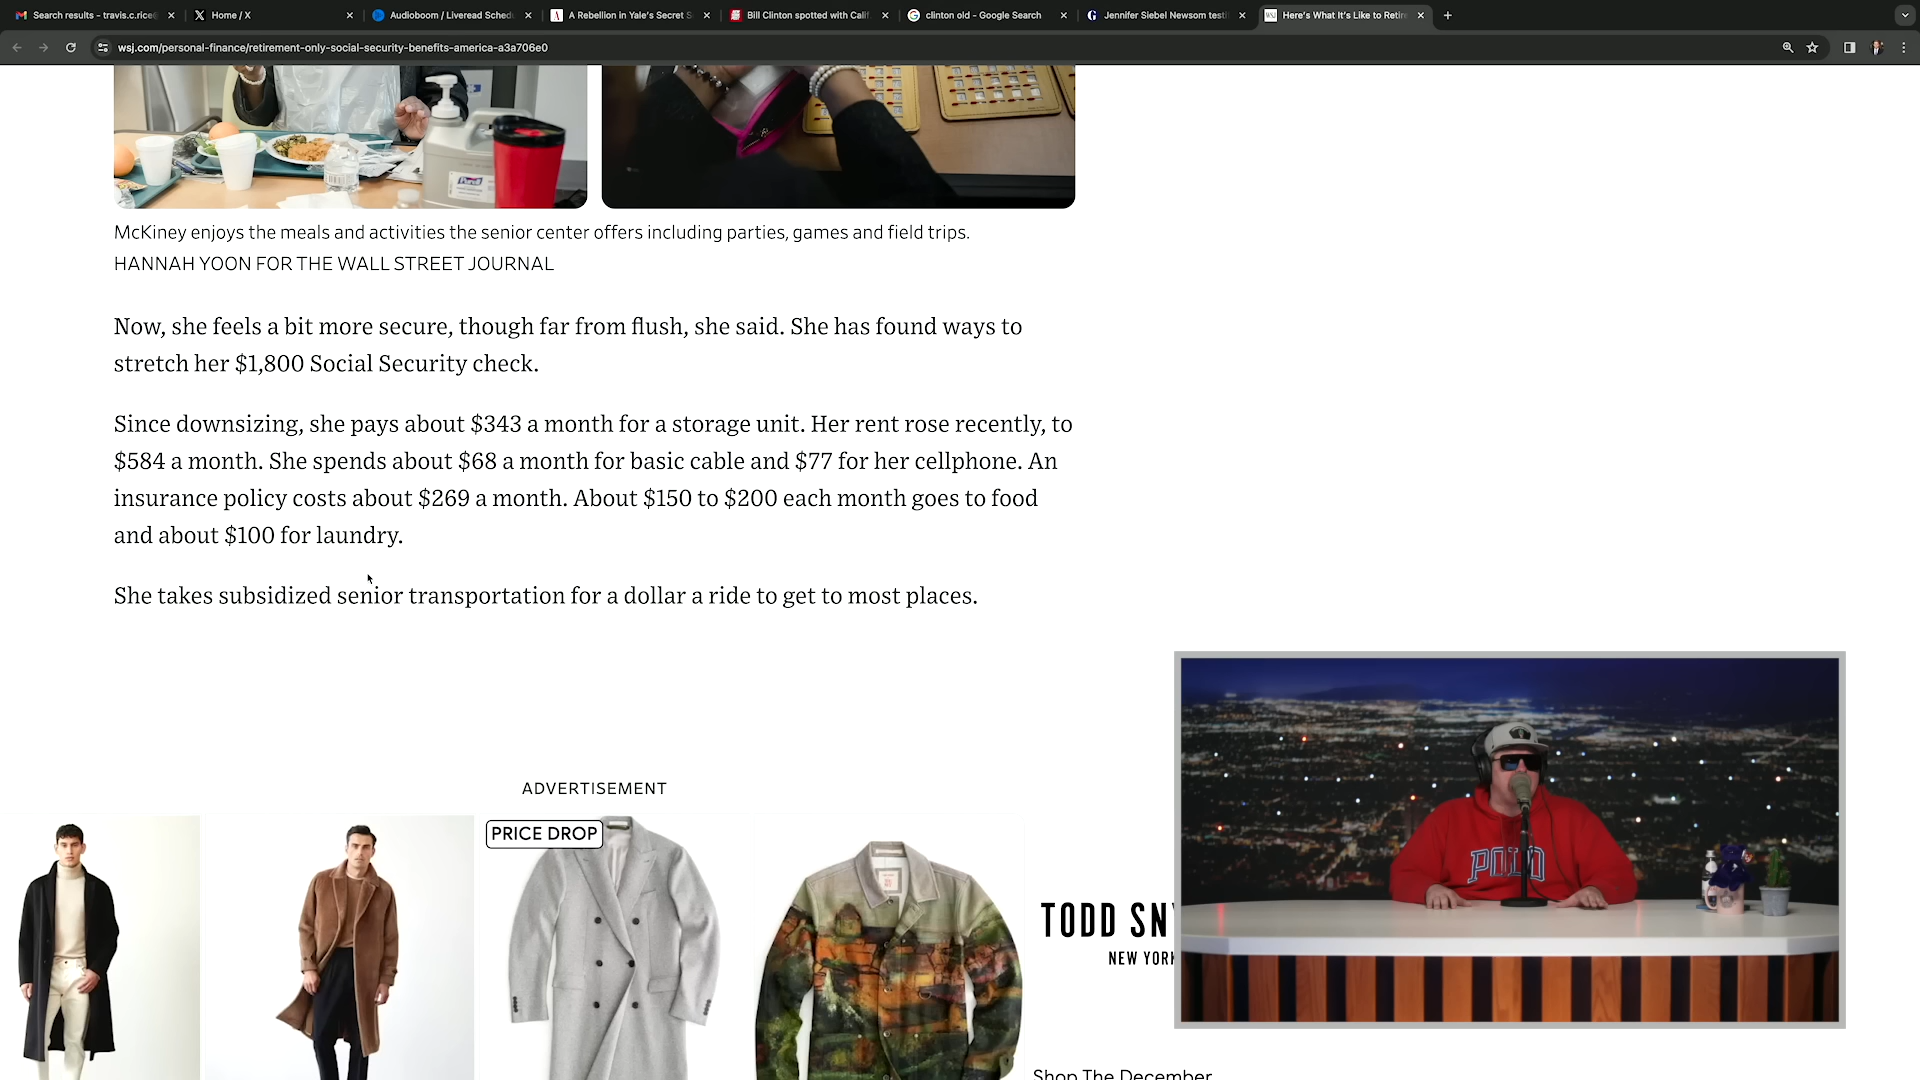 Search results - travis.c.rice@
Home / X
Audioboom / Liveread Sched
A Rebellion in Yale's Secret S
Bill Clinton spotted with Calif
clinton old - Google Search
Jennifer Siebel Newsom testi
Here's What It's Like to Retir
wsj.com/personal-finance/retirement-only-social-security-benefits-america-a3a706e0
Purell
McKiney enjoys the meals and activities the senior center offers including parties, games and field trips.
HANNAH YOON FOR THE WALL STREET JOURNAL
Now, she feels a bit more secure, though far from flush, she said. She has found ways to
stretch her $1,800 Social Security check.
Since downsizing, she pays about $343 a month for a storage unit. Her rent rose recently, to
$584 a month. She spends about $68 a month for basic cable and $77 for her cellphone. An
insurance policy costs about $269 a month. About $150 to $200 each month goes to food
and about $100 for laundry.
She takes subsidized senior transportation for a dollar a ride to get to most places.
ADVERTISEMENT
PRICE DROP
TODD SN
NEW YORK
POLO
Shop The December